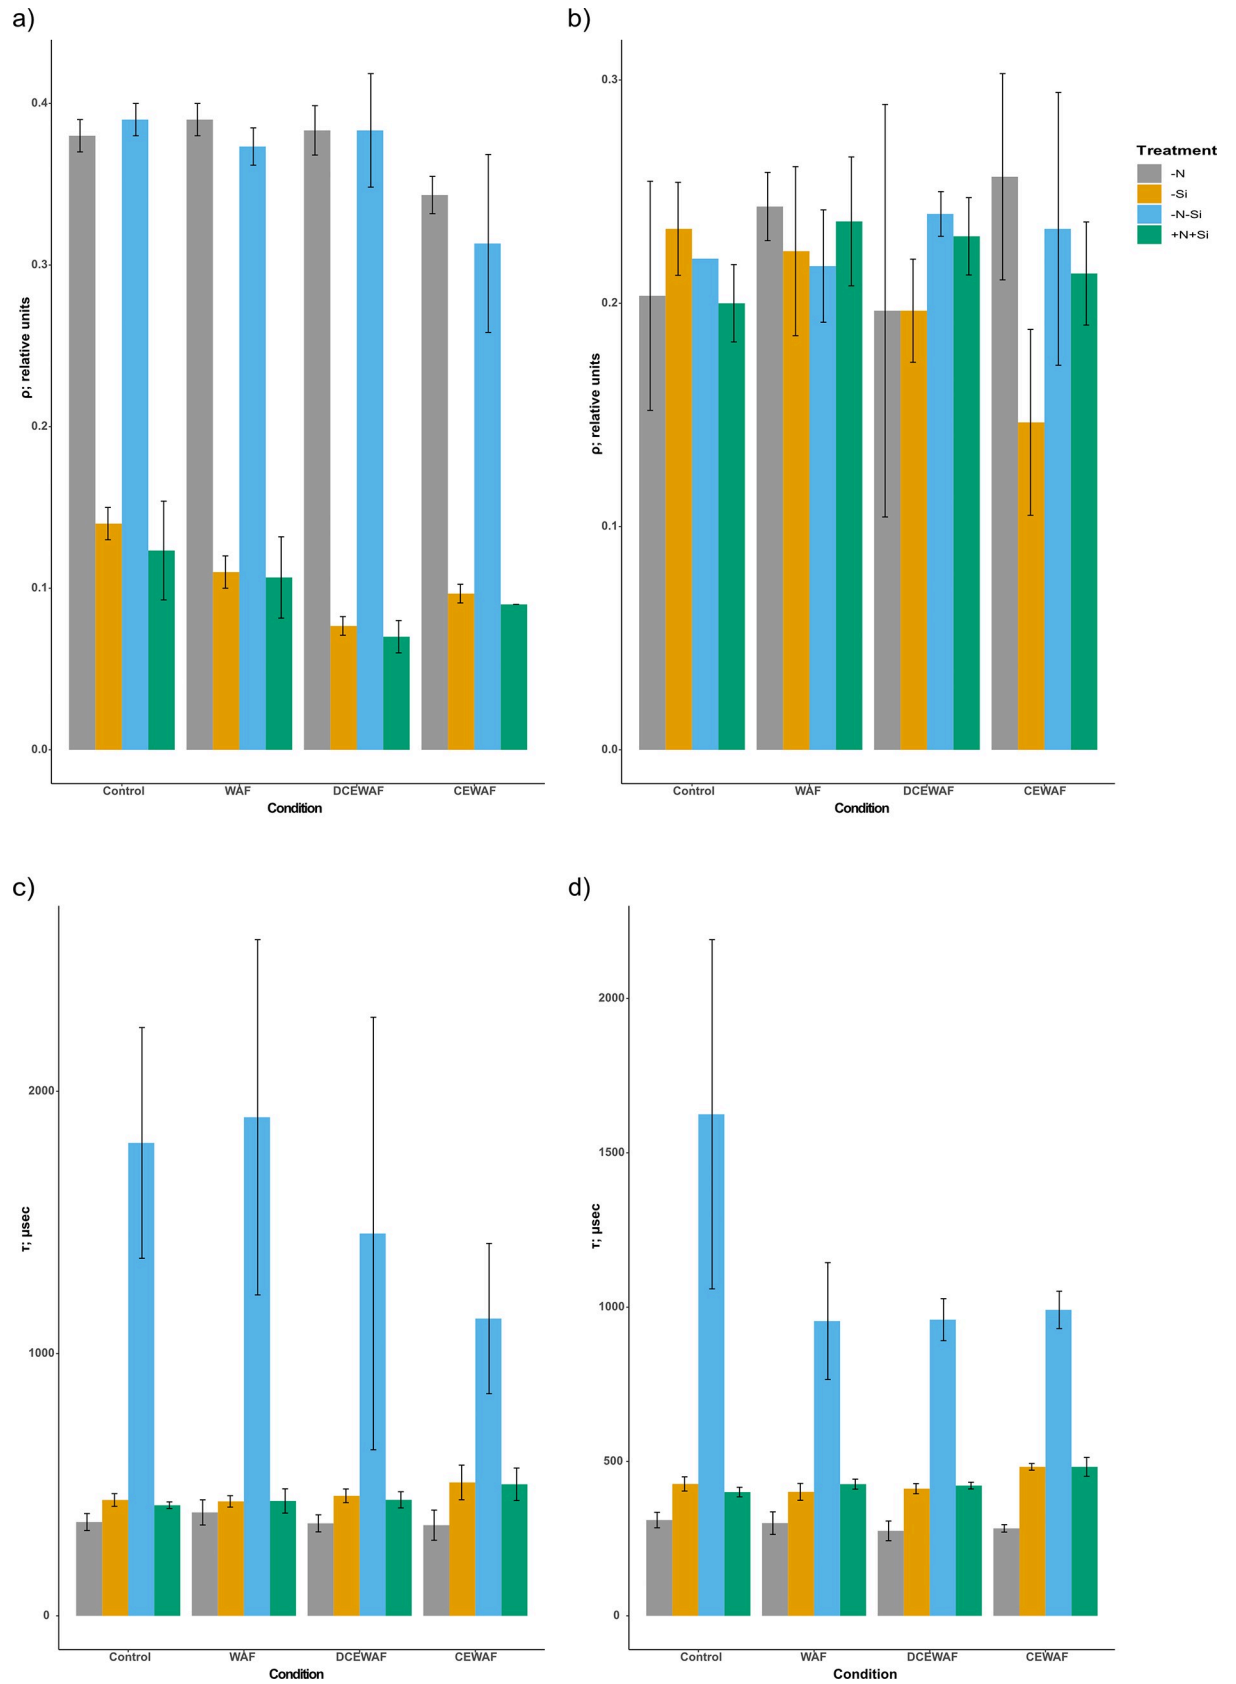 a)
0.4
0.3
0.2
0.1
0.0
ρ; relative units
Control WAF DCEWAF CEWAF
Condition
b)
0.3
0.2
0.1
0.0
ρ; relative units
Control WAF DCEWAF CEWAF
Condition
Treatment
-N
-Si
-N-Si
+N+Si
c)
2000
1000
0
τ; μsec
Control WAF DCEWAF CEWAF
Condition
d)
2000
1500
1000
500
0
τ; μsec
Control WAF DCEWAF CEWAF
Condition